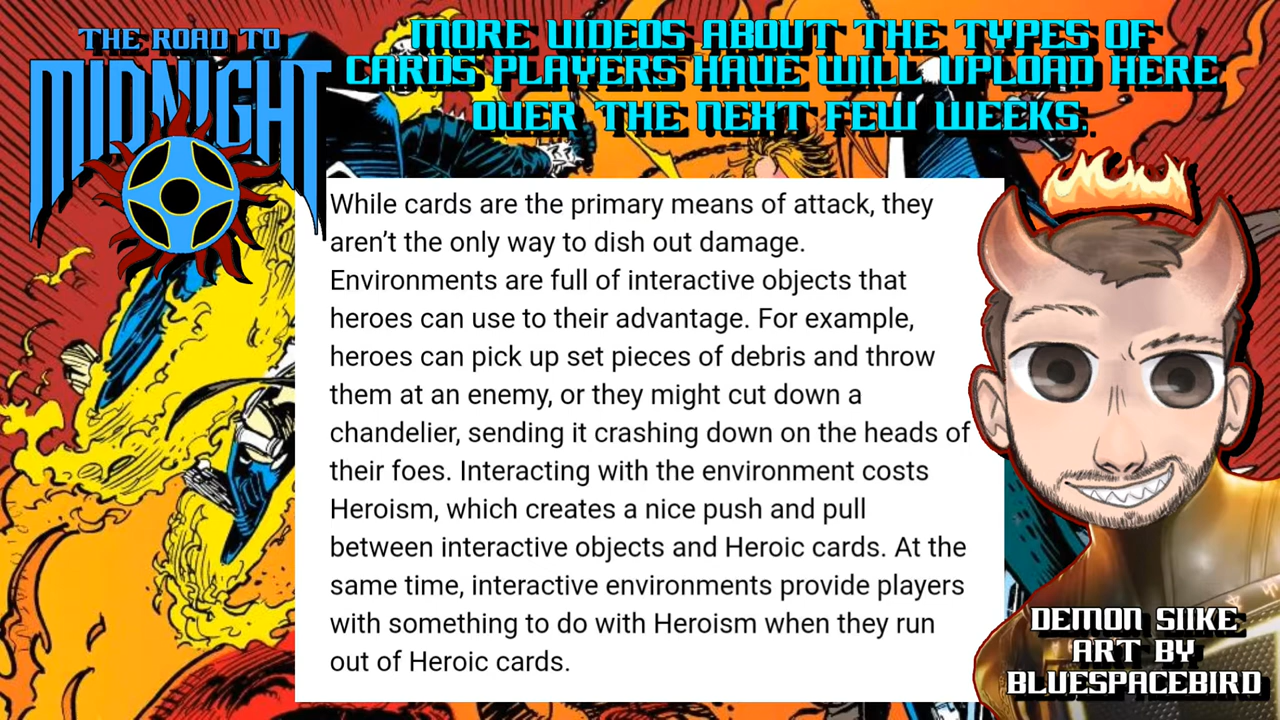 THE ROAD TO
MIDNIGHT
MORE VIDEOS ABOUT THE TYPES OF
CARDS PLAYERS HAVE WILL UPLOAD HERE
OVER THE NEXT FEW WEEKS.
While cards are the primary means of attack, they
aren't the only way to dish out damage.
Environments are full of interactive objects that
heroes can use to their advantage. For example,
heroes can pick up set pieces of debris and throw
them at an enemy, or they might cut down a
chandelier, sending it crashing down on the heads of
their foes. Interacting with the environment costs
Heroism, which creates a nice push and pull
between interactive objects and Heroic cards. At the
same time, interactive environments provide players
with something to do with Heroism when they run
out of Heroic cards.
DEMON SIIKE
ART BY
BLUESPACEBIRD